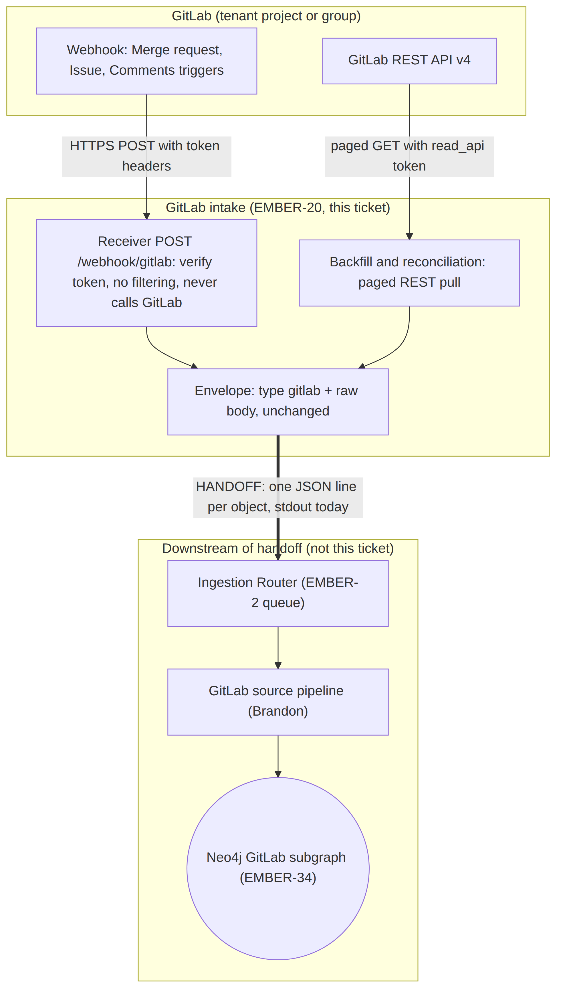 GitLab (tenant project or group)
Webhook: Merge request,
Issue, Comments triggers
GitLab REST API v4
HTTPS POST with token
headers
paged GET with read_api
token
GitLab intake (EMBER-20, this ticket)
Receiver POST
/webhook/gitlab: verify
token, no filtering, never
calls GitLab
Backfill and reconciliation:
paged REST pull
Envelope: type gitlab + raw
body, unchanged
HANDOFF: one JSON line
per object, stdout today
Downstream of handoff (not this ticket)
Ingestion Router (EMBER-
2 queue)
GitLab source pipeline
(Brandon)
Neo4j GitLab subgraph
(EMBER-34)